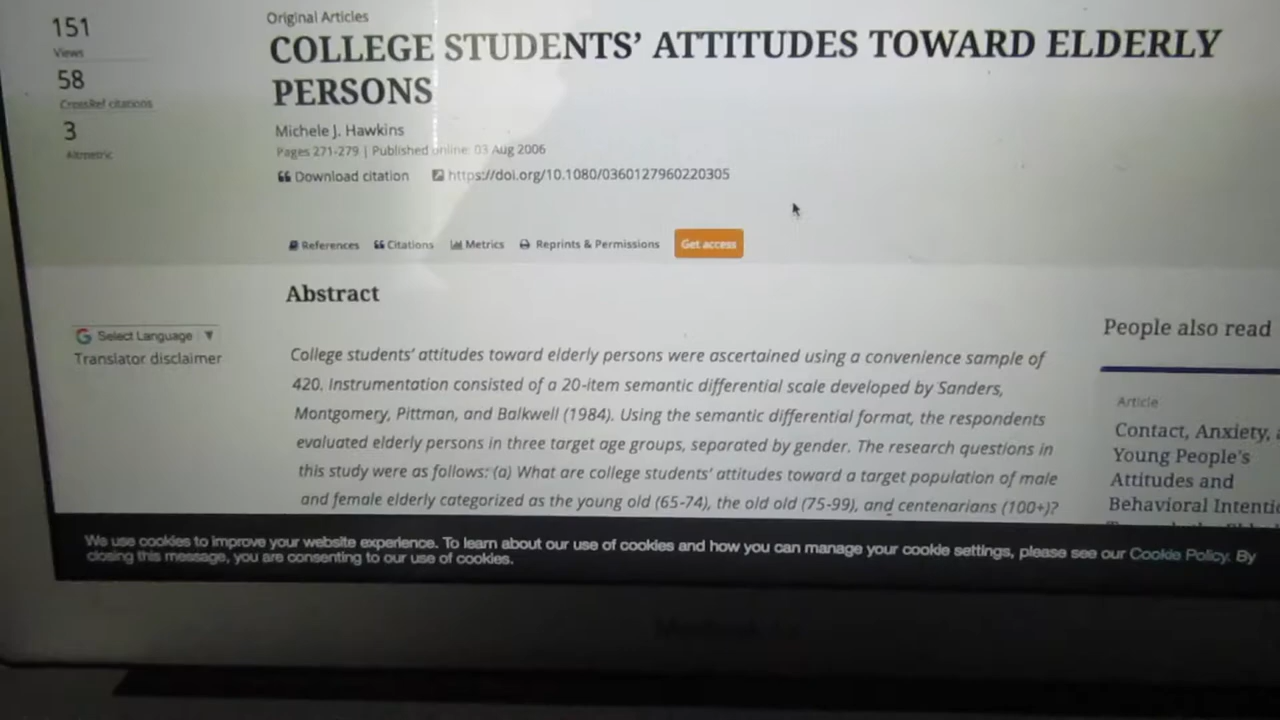 151
Views
58
CrossRef citations
3
Altmetric
Original Articles
COLLEGE STUDENTS' ATTITUDES TOWARD ELDERLY
PERSONS
Michele J. Hawkins
Pages 271-279 | Published online: 03 Aug 2006
Download citation https://doi.org/10.1080/0360127960220305
References Citations Metrics Reprints & Permissions Get access
Select Language
Translator disclaimer
Abstract
College students' attitudes toward elderly persons were ascertained using a convenience sample of
420. Instrumentation consisted of a 20-item semantic differential scale developed by Sanders,
Montgomery, Pittman, and Balkwell (1984). Using the semantic differential format, the respondents
evaluated elderly persons in three target age groups, separated by gender. The research questions in
this study were as follows: (a) What are college students' attitudes toward a target population of male
and female elderly categorized as the young old (65-74), the old old (75-99), and centenarians (100+)?
People also read
Article
Contact, Anxiety,
Young People's
Attitudes and
Behavioral Intentio
We use cookies to improve your website experience. To learn about our use of cookies and how you can manage your cookie settings, please see our Cookie Policy. By
closing this message, you are consenting to our use of cookies.